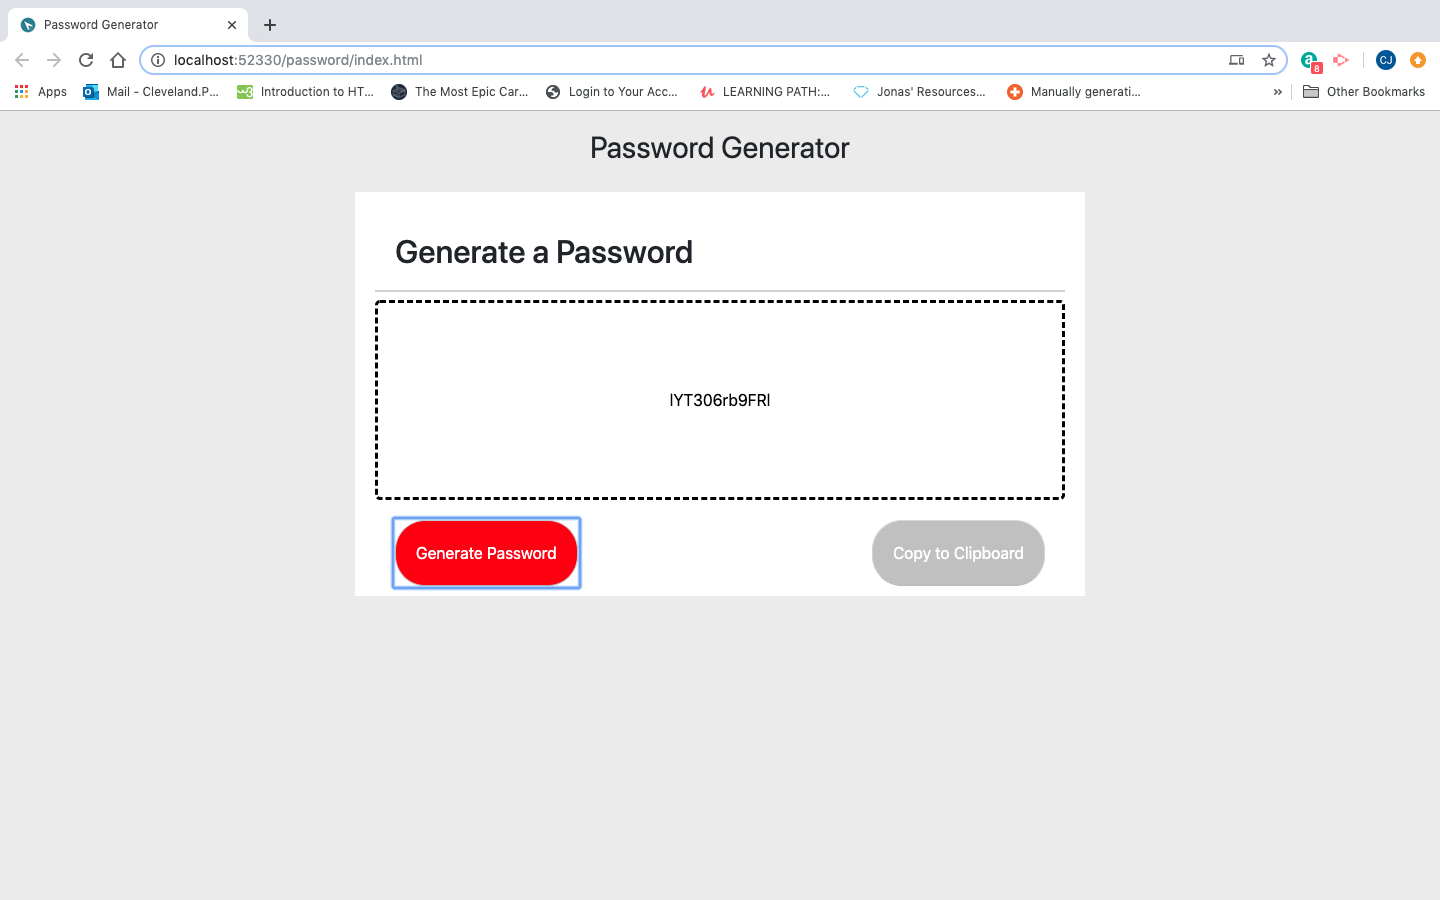 Password Generator
localhost:52330/password/index.html
8
CJ
Apps
Mail - Cleveland.P...
Introduction to HT...
The Most Epic Car...
Login to Your Acc...
LEARNING PATH:...
Jonas' Resources...
Manually generati...
»
Other Bookmarks
Password Generator
Generate a Password
lYT306rb9FRl
Generate Password
Copy to Clipboard